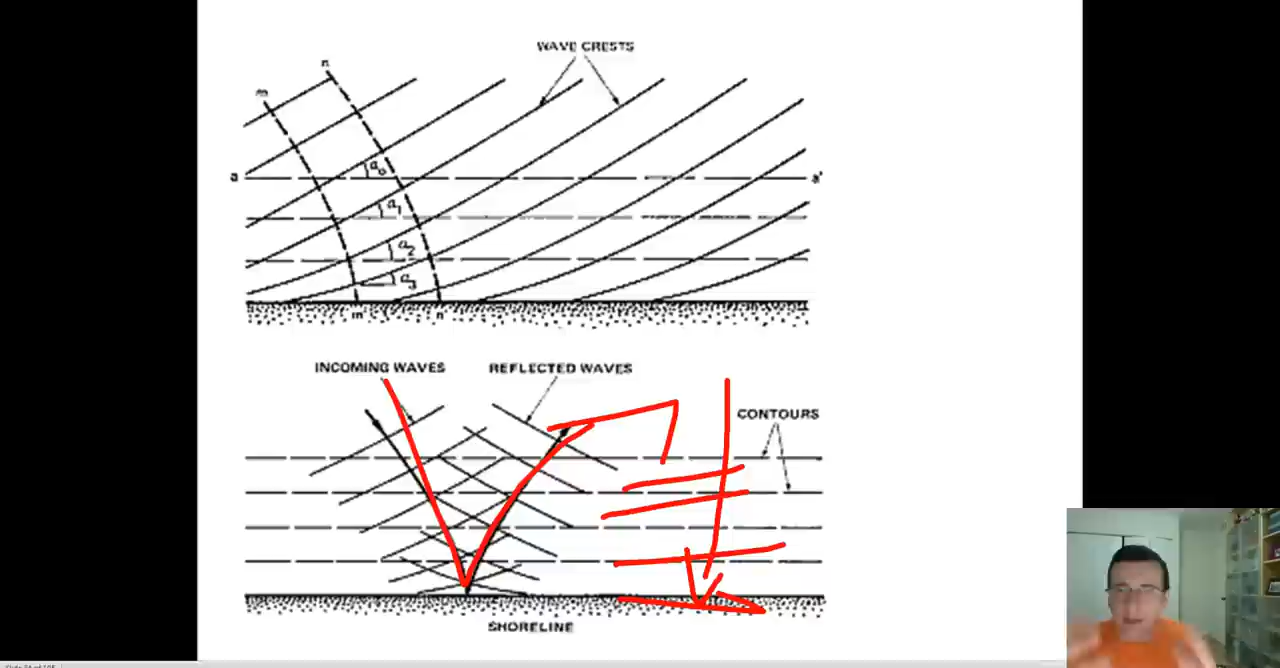 WAVE CRESTS
n
m
a₀
a
a'
a₁
a₂
a₃
m'
n'
INCOMING WAVES
REFLECTED WAVES
CONTOURS
SHORELINE